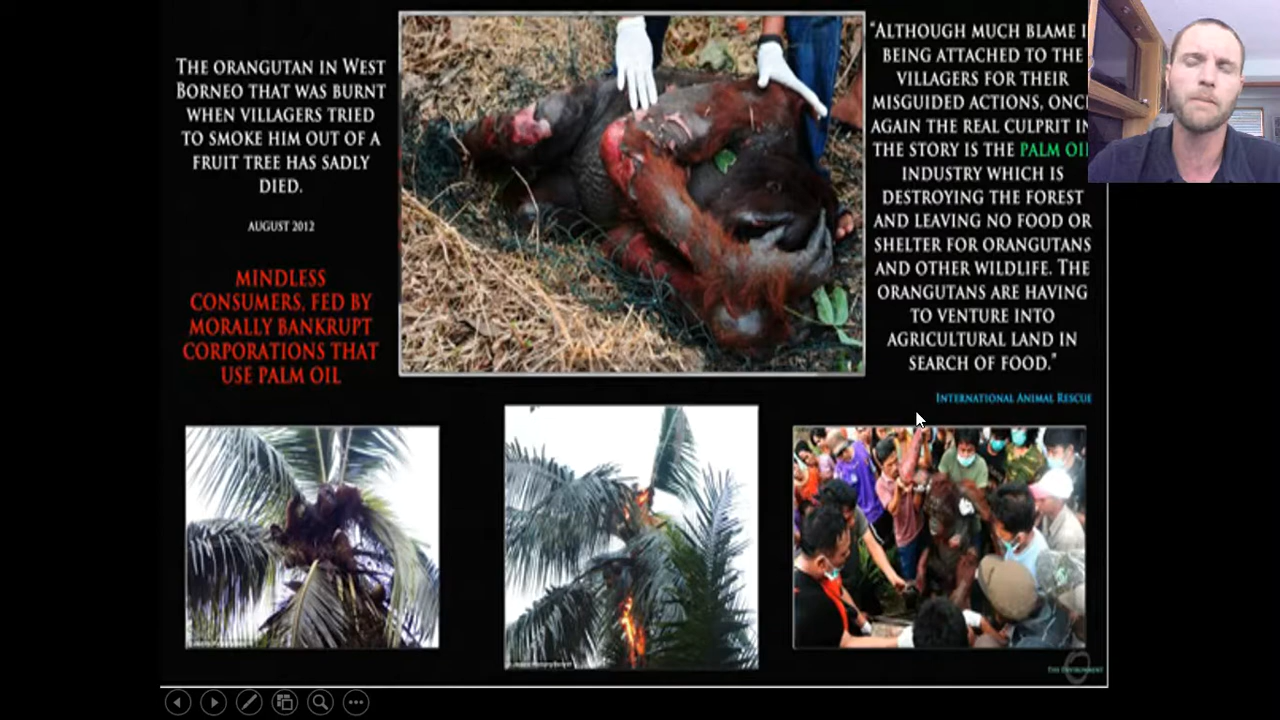 THE ORANGUTAN IN WEST
BORNEO THAT WAS BURNT
WHEN VILLAGERS TRIED
TO SMOKE HIM OUT OF A
FRUIT TREE HAS SADLY
DIED.
AUGUST 2012
MINDLESS
CONSUMERS, FED BY
MORALLY BANKRUPT
CORPORATIONS THAT
USE PALM OIL
"ALTHOUGH MUCH BLAME I
BEING ATTACHED TO THE
VILLAGERS FOR THEIR
MISGUIDED ACTIONS, ONC
AGAIN THE REAL CULPRIT IN
THE STORY IS THE PALM OI
INDUSTRY WHICH IS
DESTROYING THE FOREST
AND LEAVING NO FOOD OR
SHELTER FOR ORANGUTANS
AND OTHER WILDLIFE. THE
ORANGUTANS ARE HAVING
TO VENTURE INTO
AGRICULTURAL LAND IN
SEARCH OF FOOD."
INTERNATIONAL ANIMAL RESCUE
THE ENVIRONMENT